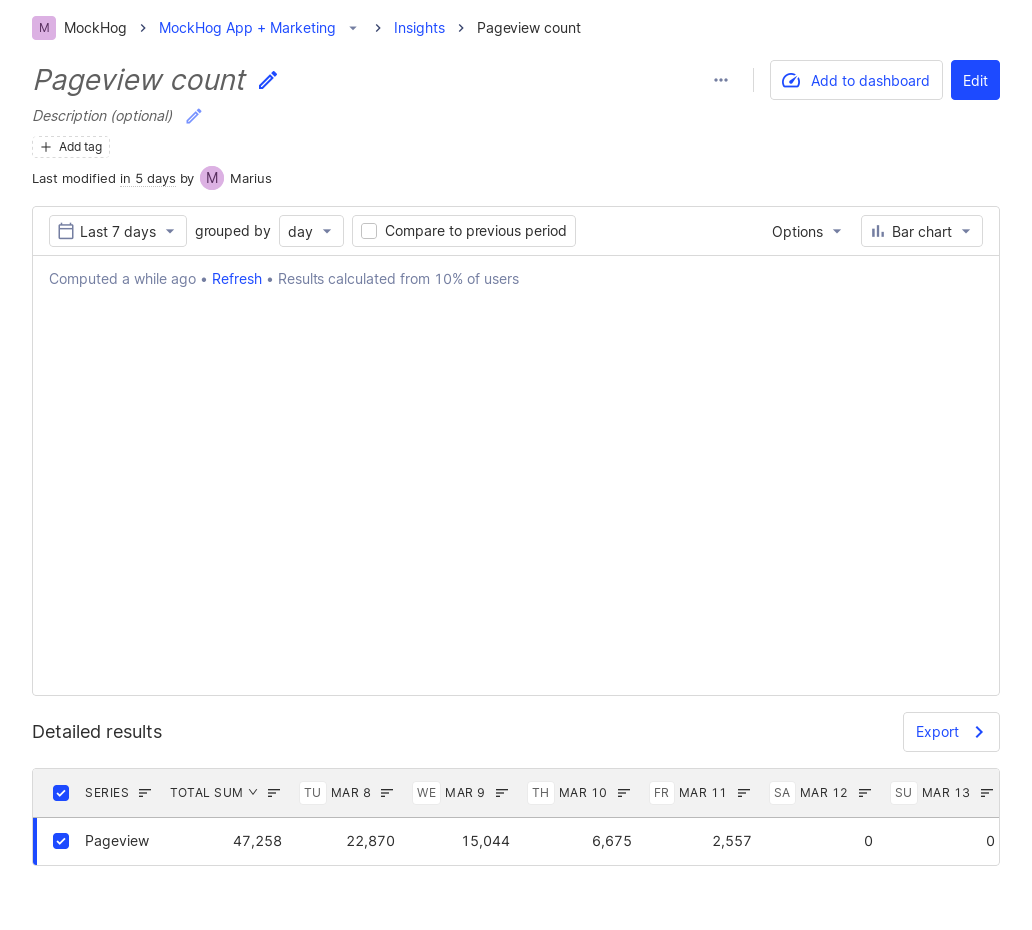 M MockHog MockHog App + Marketing Insights Pageview count
Pageview count
Add to dashboard Edit
Description (optional)
Add tag
Last modified in 5 days by M Marius
Last 7 days grouped by day Compare to previous period Options Bar chart
Computed a while ago • Refresh • Results calculated from 10% of users
Detailed results Export
SERIES TOTAL SUM TU MAR 8 WE MAR 9 TH MAR 10 FR MAR 11 SA MAR 12 SU MAR 13
Pageview 47,258 22,870 15,044 6,675 2,557 0 0